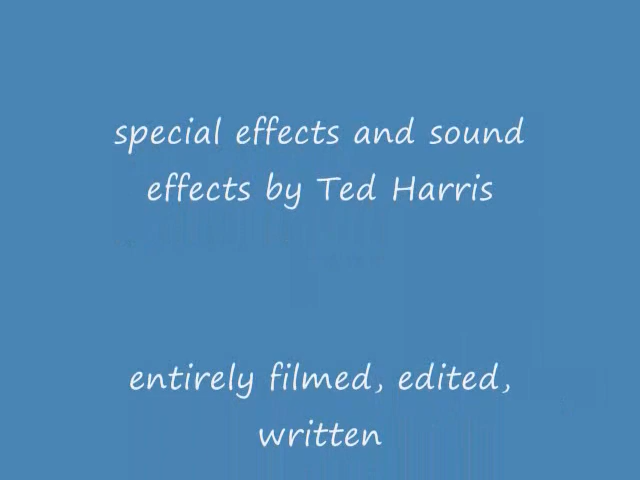 special effects and sound
effects by Ted Harris
entirely filmed, edited,
written